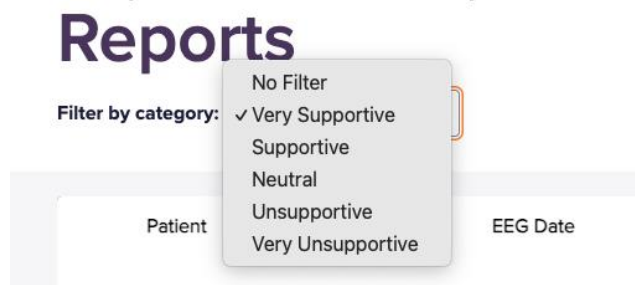 Reports
Filter by category:
No Filter
✓ Very Supportive
Supportive
Neutral
Unsupportive
Very Unsupportive
Patient
EEG Date